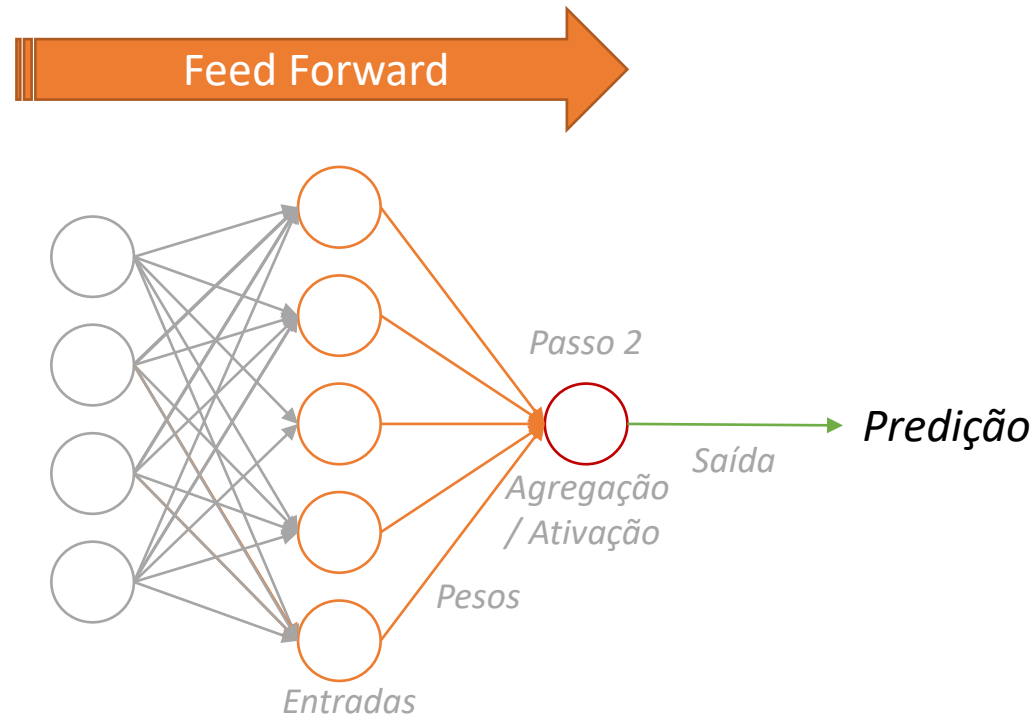 Feed Forward
Passo 2
Predição
Saída
Agregação
/ Ativação
Pesos
Entradas